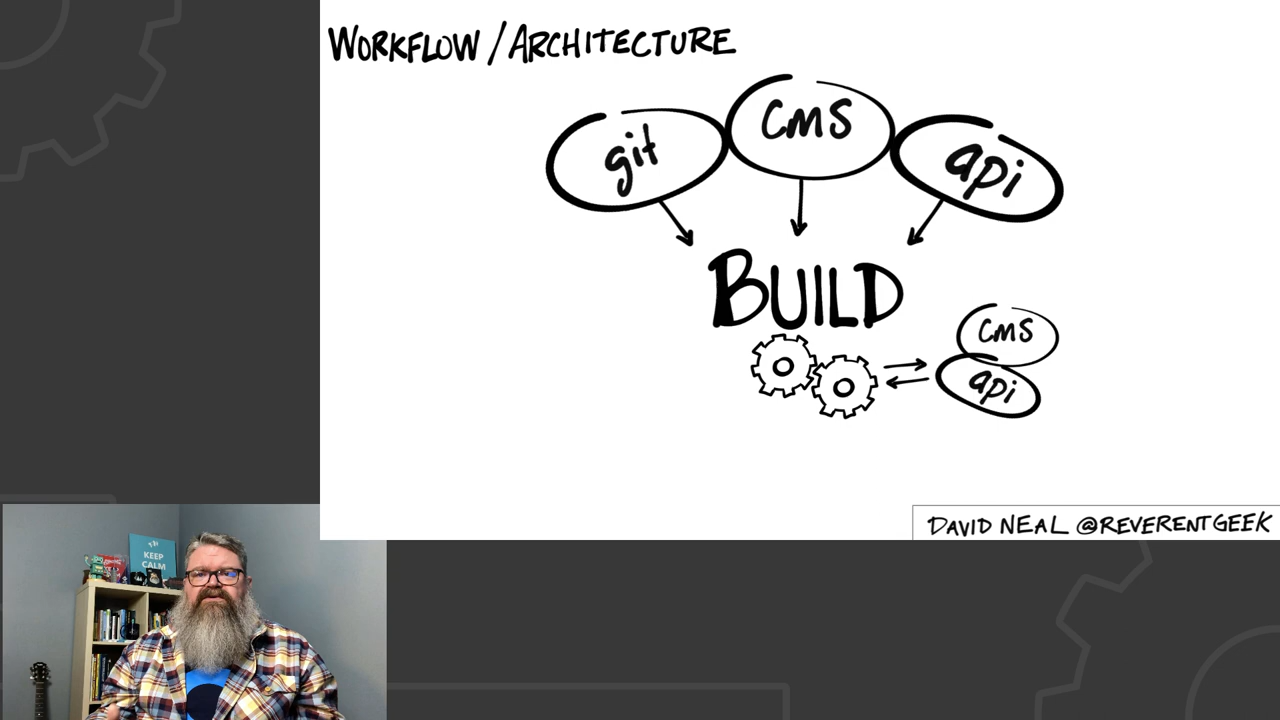 WORKFLOW / ARCHITECTURE
git
cms
api
BUILD
cms
api
DAVID NEAL @REVERENTGEEK
KEEP
CALM